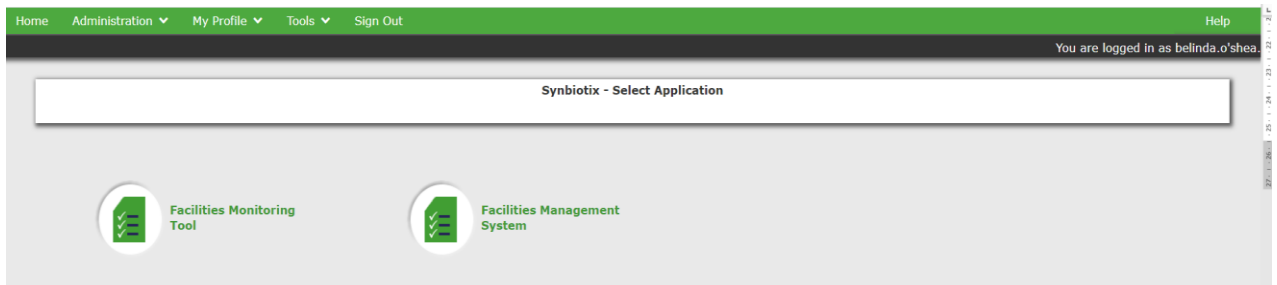 Home Administration My Profile Tools Sign Out Help
You are logged in as belinda.o'shea.
Synbiotix - Select Application
Facilities Monitoring
Tool
Facilities Management
System